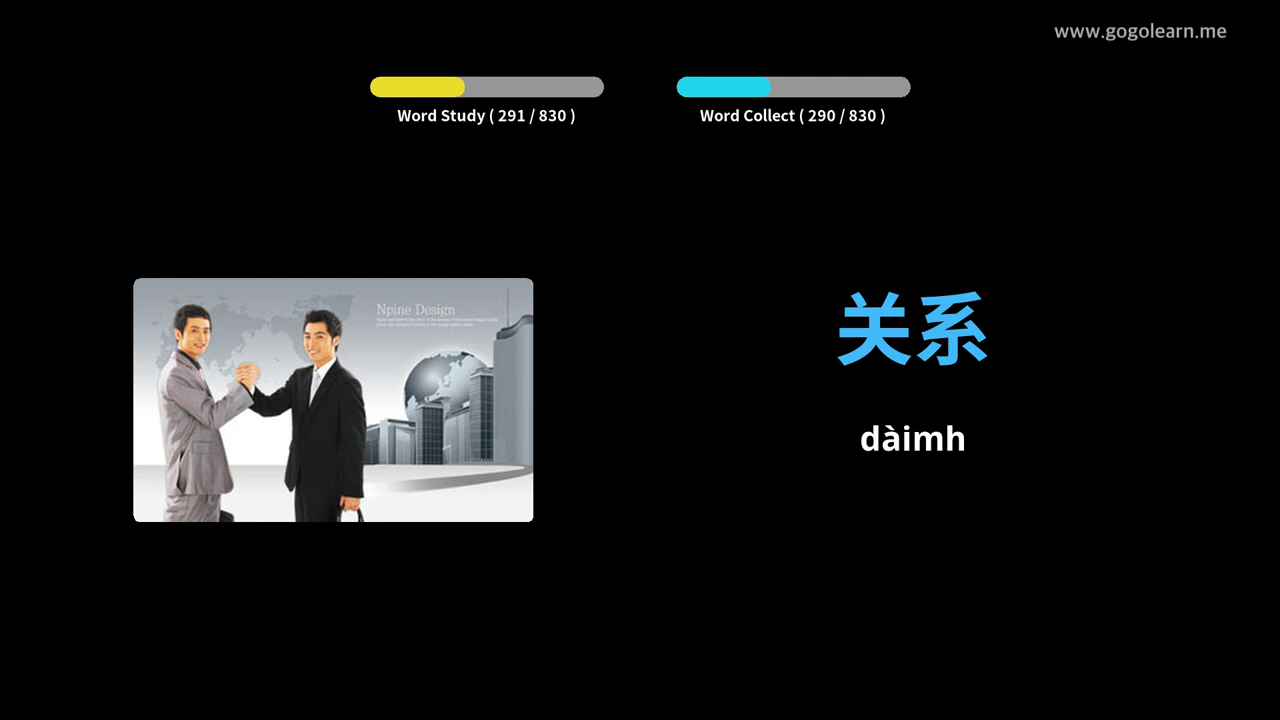 www.gogolearn.me
Word Study ( 291 / 830 )
Word Collect ( 290 / 830 )
Npine Design
关系
dàimh